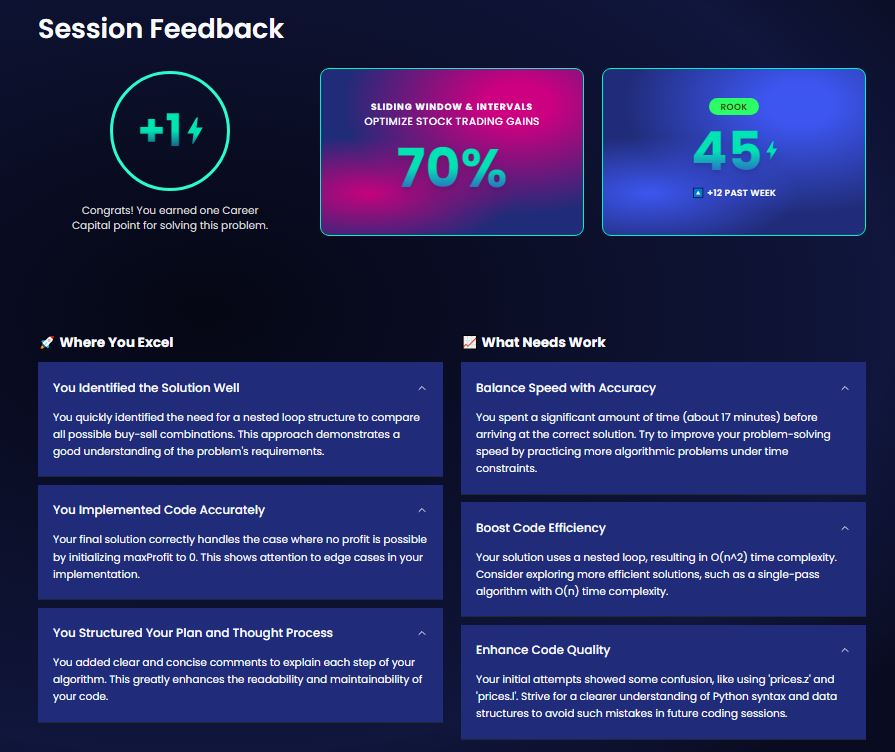 Session Feedback
+1
Congrats! You earned one Career
Capital point for solving this problem.
SLIDING WINDOW & INTERVALS
OPTIMIZE STOCK TRADING GAINS
70%
ROOK
45
+12 PAST WEEK
Where You Excel
You Identified the Solution Well
You quickly identified the need for a nested loop structure to compare
all possible buy-sell combinations. This approach demonstrates a
good understanding of the problem's requirements.
You Implemented Code Accurately
Your final solution correctly handles the case where no profit is possible
by initializing maxProfit to 0. This shows attention to edge cases in your
implementation.
You Structured Your Plan and Thought Process
You added clear and concise comments to explain each step of your
algorithm. This greatly enhances the readability and maintainability of
your code.
What Needs Work
Balance Speed with Accuracy
You spent a significant amount of time (about 17 minutes) before
arriving at the correct solution. Try to improve your problem-solving
speed by practicing more algorithmic problems under time
constraints.
Boost Code Efficiency
Your solution uses a nested loop, resulting in O(n^2) time complexity.
Consider exploring more efficient solutions, such as a single-pass
algorithm with O(n) time complexity.
Enhance Code Quality
Your initial attempts showed some confusion, like using 'prices.z' and
'prices.l'. Strive for a clearer understanding of Python syntax and data
structures to avoid such mistakes in future coding sessions.